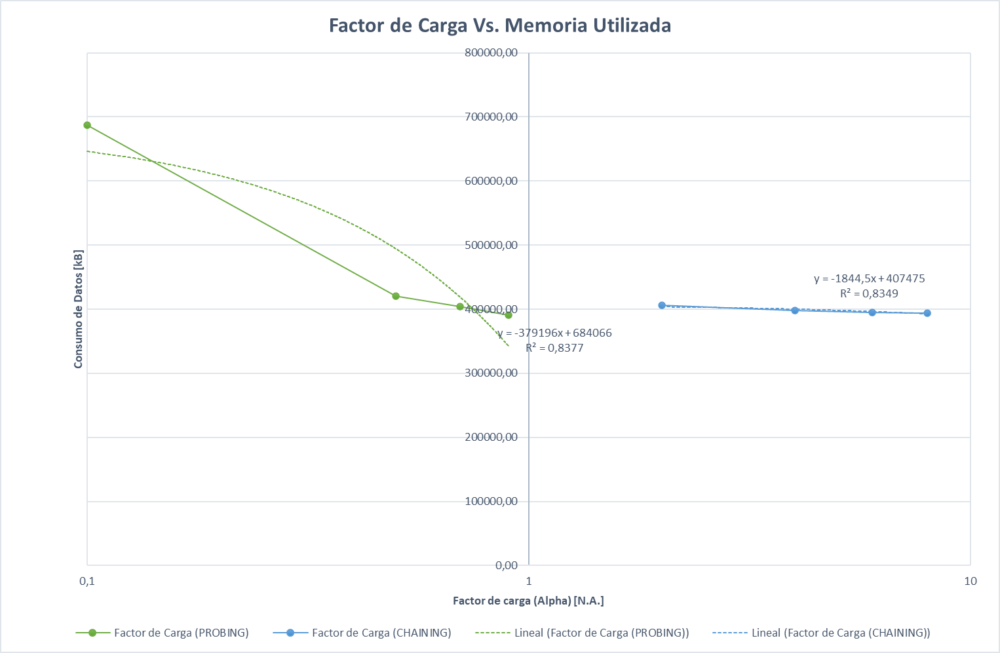 Factor de Carga Vs. Memoria Utilizada
800000,00
700000,00
600000,00
500000,00
400000,00
300000,00
200000,00
100000,00
0,00
Consumo de Datos [kB]
y = -1844,5x + 407475
R² = 0,8349
y = -379196x + 684066
R² = 0,8377
0,1
1
10
Factor de carga (Alpha) [N.A.]
Factor de Carga (PROBING)
Factor de Carga (CHAINING)
Lineal (Factor de Carga (PROBING))
Lineal (Factor de Carga (CHAINING))